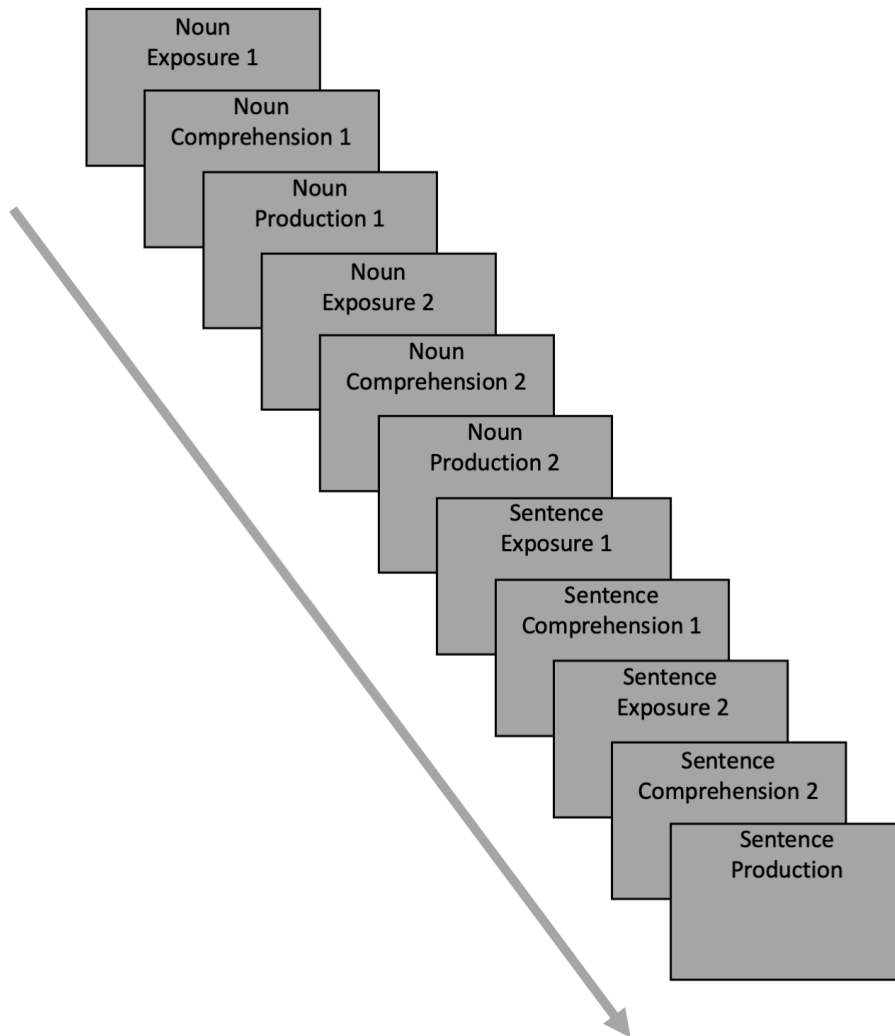 Noun
Exposure 1
Noun
Comprehension 1
Noun
Production 1
Noun
Exposure 2
Noun
Comprehension 2
Noun
Production 2
Sentence
Exposure 1
Sentence
Comprehension 1
Sentence
Exposure 2
Sentence
Comprehension 2
Sentence
Production